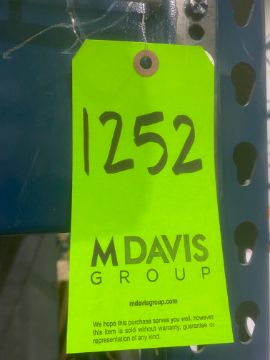 1252
M DAVIS
GROUP
mdavisgroup.com
We hope this purchase serves you well, however
this item is sold without warranty, guarantee or
representation of any kind.